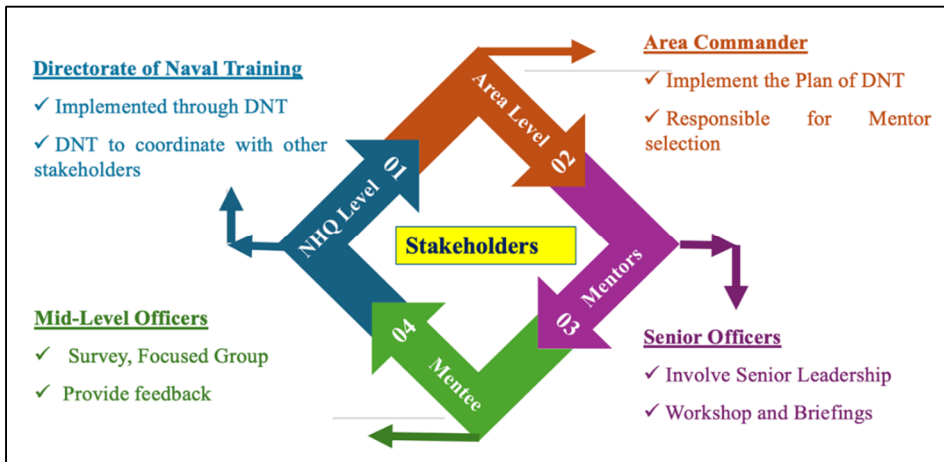 Directorate of Naval Training
✓ Implemented through DNT
✓ DNT to coordinate with other
stakeholders
Area Commander
✓ Implement the Plan of DNT
✓ Responsible for Mentor
selection
NHQ Level 01
Area Level 02
Stakeholders
Mentors 03
Mentee 04
Mid-Level Officers
✓ Survey, Focused Group
✓ Provide feedback
Senior Officers
✓ Involve Senior Leadership
✓ Workshop and Briefings